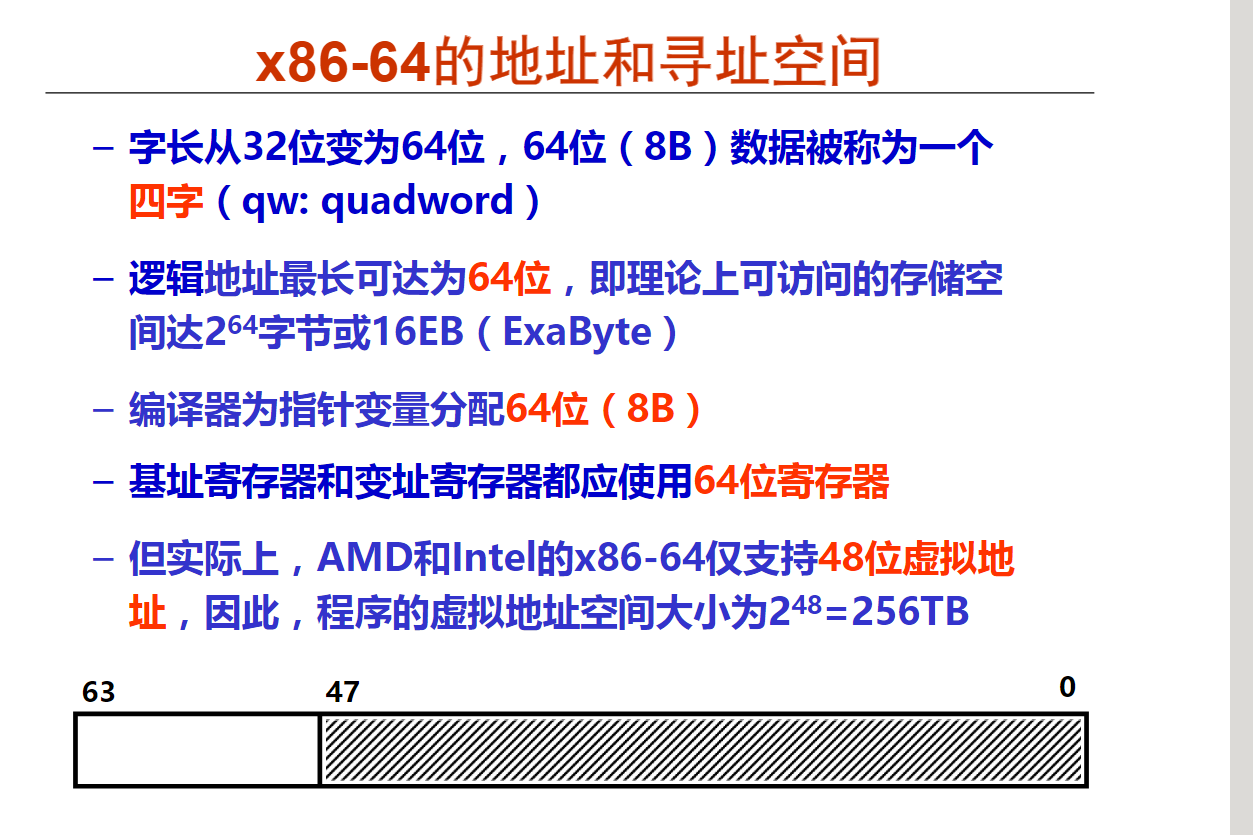 x86-64的地址和寻址空间
– 字长从32位变为64位，64位（8B）数据被称为一个
四字（qw: quadword）
– 逻辑地址最长可达为64位，即理论上可访问的存储空
间达2⁶⁴字节或16EB（ExaByte）
– 编译器为指针变量分配64位（8B）
– 基址寄存器和变址寄存器都应使用64位寄存器
– 但实际上，AMD和Intel的x86-64仅支持48位虚拟地
址，因此，程序的虚拟地址空间大小为2⁴⁸=256TB
63 47 0